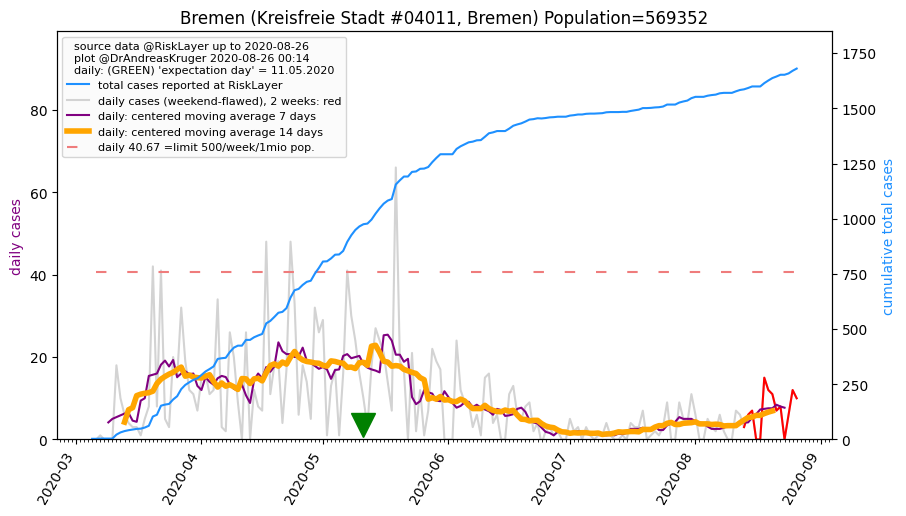 Bremen (Kreisfreie Stadt #04011, Bremen) Population=569352
source data @RiskLayer up to 2020-08-26
plot @DrAndreasKruger 2020-08-26 00:14
daily: (GREEN) 'expectation day' = 11.05.2020
total cases reported at RiskLayer
daily cases (weekend-flawed), 2 weeks: red
daily: centered moving average 7 days
daily: centered moving average 14 days
daily 40.67 =limit 500/week/1mio pop.
daily cases
80
60
40
20
0
1750
1500
1250
1000
750
500
250
0
cumulative total cases
2020-03
2020-04
2020-05
2020-06
2020-07
2020-08
2020-09